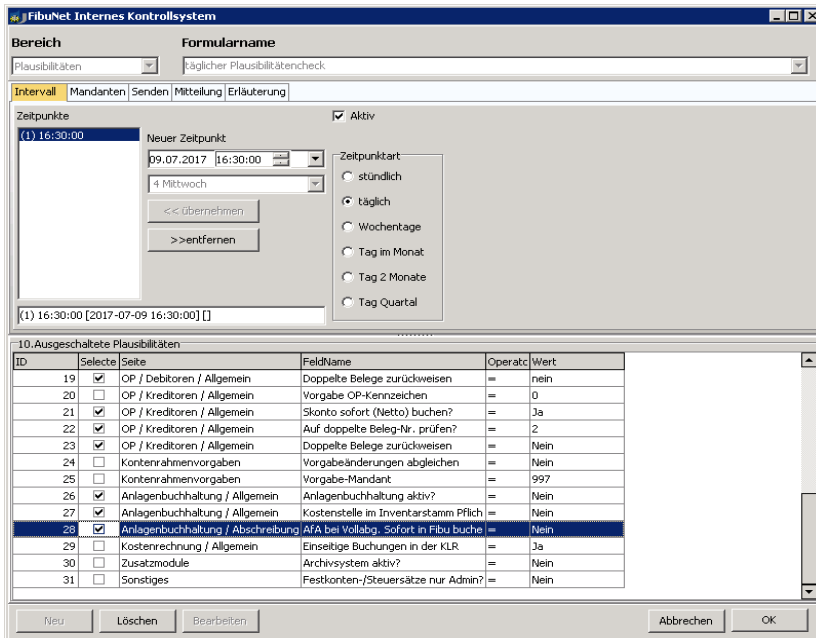 FibuNet Internes Kontrollsystem
Bereich Formularname
Plausibilitäten täglicher Plausibilitätencheck
Intervall Mandanten Senden Mitteilung Erläuterung
Zeitpunkte Aktiv
(1) 16:30:00
Neuer Zeitpunkt
09.07.2017 16:30:00
4 Mittwoch
<< übernehmen
>>entfernen
Zeitpunktart
stündlich
täglich
Wochentage
Tag im Monat
Tag 2 Monate
Tag Quartal
(1) 16:30:00 [2017-07-09 16:30:00] []
10.Ausgeschaltete Plausibilitäten
ID Selecte Seite FeldName Operatc Wert
19 OP / Debitoren / Allgemein Doppelte Belege zurückweisen = nein
20 OP / Kreditoren / Allgemein Vorgabe OP-Kennzeichen = 0
21 OP / Kreditoren / Allgemein Skonto sofort (Netto) buchen? = Ja
22 OP / Kreditoren / Allgemein Auf doppelte Beleg-Nr. prüfen? = 2
23 OP / Kreditoren / Allgemein Doppelte Belege zurückweisen = Nein
24 Kontenrahmenvorgaben Vorgabeänderungen abgleichen = Nein
25 Kontenrahmenvorgaben Vorgabe-Mandant = 997
26 Anlagenbuchhaltung / Allgemein Anlagenbuchhaltung aktiv? = Nein
27 Anlagenbuchhaltung / Allgemein Kostenstelle im Inventarstamm Pflich = Nein
28 Anlagenbuchhaltung / Abschreibung AfA bei Vollabg. Sofort in Fibu buche = Nein
29 Kostenrechnung / Allgemein Einseitige Buchungen in der KLR = Ja
30 Zusatzmodule Archivsystem aktiv? = Nein
31 Sonstiges Festkonten-/Steuersätze nur Admin? = Nein
Neu Löschen Bearbeiten Abbrechen OK